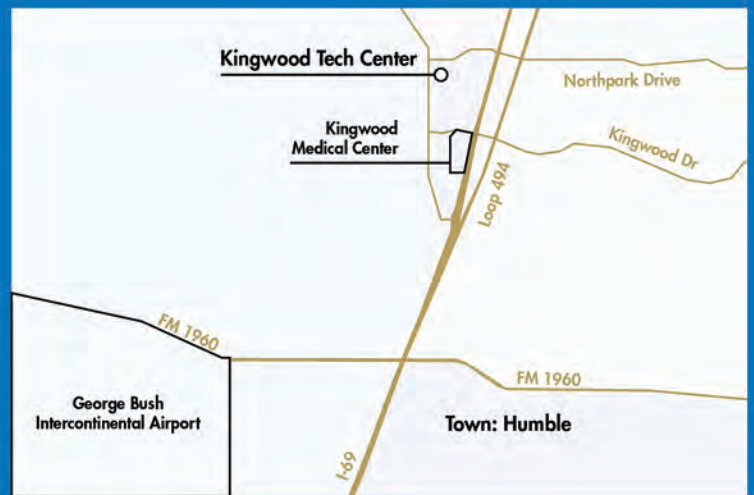 Kingwood Tech Center
Northpark Drive
Kingwood
Medical Center
Kingwood Dr
Loop 494
FM 1960
FM 1960
George Bush
Intercontinental Airport
Town: Humble
I-69